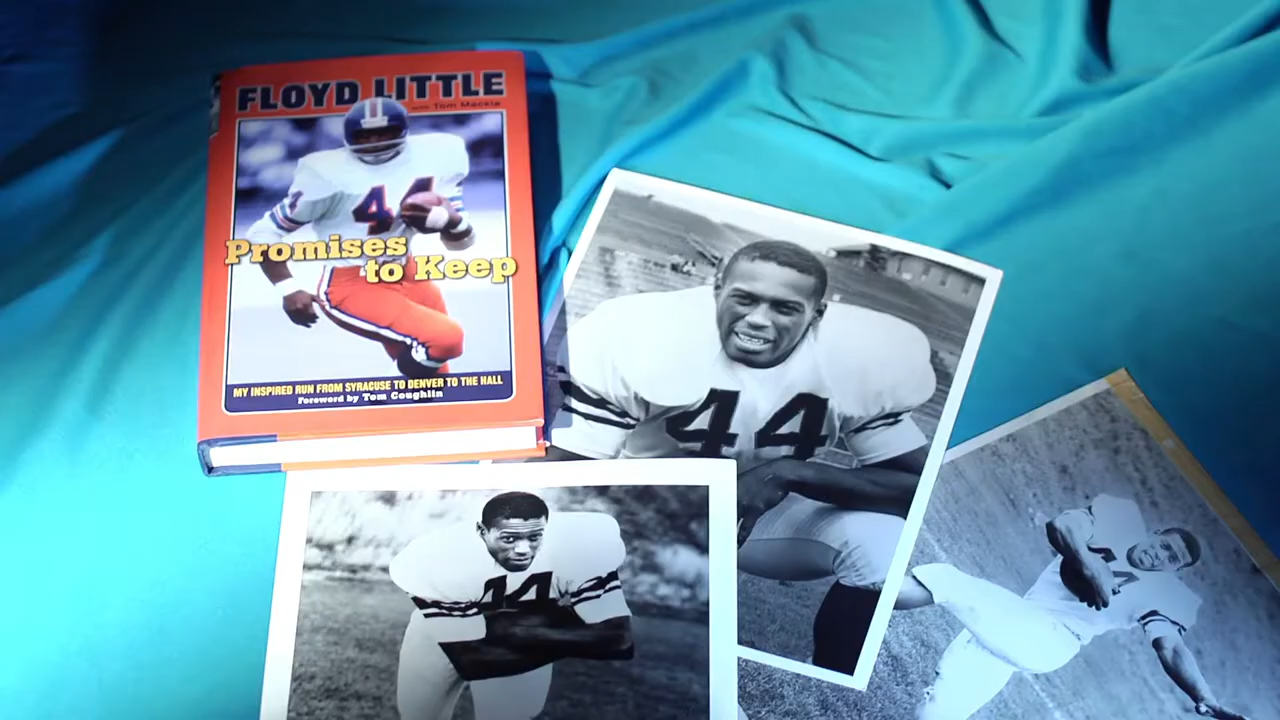 FLOYD LITTLE
with Tom Mackie
44
Promises
to Keep
MY INSPIRED RUN FROM SYRACUSE TO DENVER TO THE HALL
Foreword by Tom Coughlin
44
44